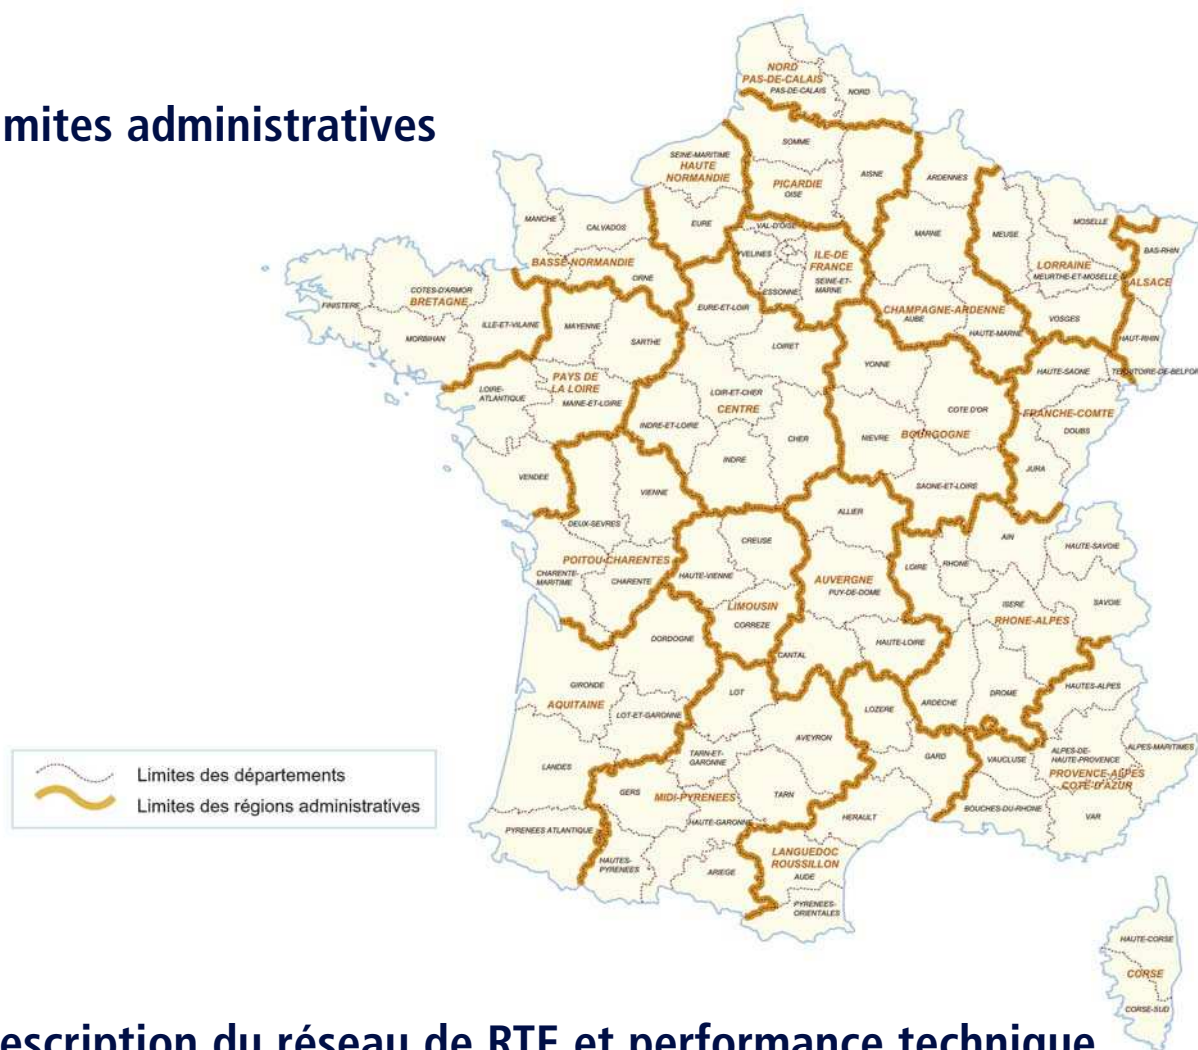 mites administratives
NORD
PAS-DE-CALAIS
PAS-DE-CALAIS
NORD
SOMME
SEINE-MARITIME
HAUTE
NORMANDIE
PICARDIE
OISE
AISNE
ARDENNES
MANCHE
CALVADOS
EURE
VAL-D'OISE
YVELINES
ILE-DE
FRANCE
SEINE-ET-
MARNE
ESSONNE
MARNE
MEUSE
MOSELLE
BAS-RHIN
LORRAINE
MEURTHE-ET-MOSELLE
ALSACE
BASSE-NORMANDIE
ORNE
COTES-D'ARMOR
BRETAGNE
FINISTERE
ILLE-ET-VILAINE
MORBIHAN
MAYENNE
SARTHE
EURE-ET-LOIR
CHAMPAGNE-ARDENNE
AUBE
HAUTE-MARNE
VOSGES
HAUT-RHIN
LOIRET
YONNE
HAUTE-SAONE
TERRITOIRE-DE-BELFOR
PAYS DE
LA LOIRE
LOIRE-
ATLANTIQUE
MAINE-ET-LOIRE
LOIR-ET-CHER
CENTRE
INDRE-ET-LOIRE
CHER
INDRE
COTE D'OR
NIEVRE
BOURGOGNE
FRANCHE-COMTE
DOUBS
JURA
SAONE-ET-LOIRE
VENDEE
VIENNE
DEUX-SEVRES
POITOU-CHARENTES
CHARENTE-
MARITIME
CHARENTE
ALLIER
CREUSE
HAUTE-VIENNE
LIMOUSIN
CORREZE
AUVERGNE
PUY-DE-DOME
LOIRE
RHONE
AIN
HAUTE-SAVOIE
SAVOIE
ISERE
RHONE-ALPES
DORDOGNE
CANTAL
HAUTE-LOIRE
GIRONDE
AQUITAINE
LOT-ET-GARONNE
LOT
LOZERE
ARDECHE
DROME
HAUTES-ALPES
AVEYRON
LANDES
TARN-ET-
GARONNE
GARD
VAUCLUSE
ALPES-DE-
HAUTE-PROVENCE
ALPES-MARITIMES
PROVENCE-ALPES
COTE-D'AZUR
GERS
MIDI-PYRENEES
TARN
HAUTE-GARONNE
HERAULT
BOUCHES-DU-RHONE
VAR
PYRENEES ATLANTIQUE
HAUTES-
PYRENEES
ARIEGE
LANGUEDOC
ROUSSILLON
AUDE
PYRENEES-
ORIENTALES
HAUTE-CORSE
CORSE
CORSE-SUD
Limites des départements
Limites des régions administratives
escription du réseau de RTE et performance technique